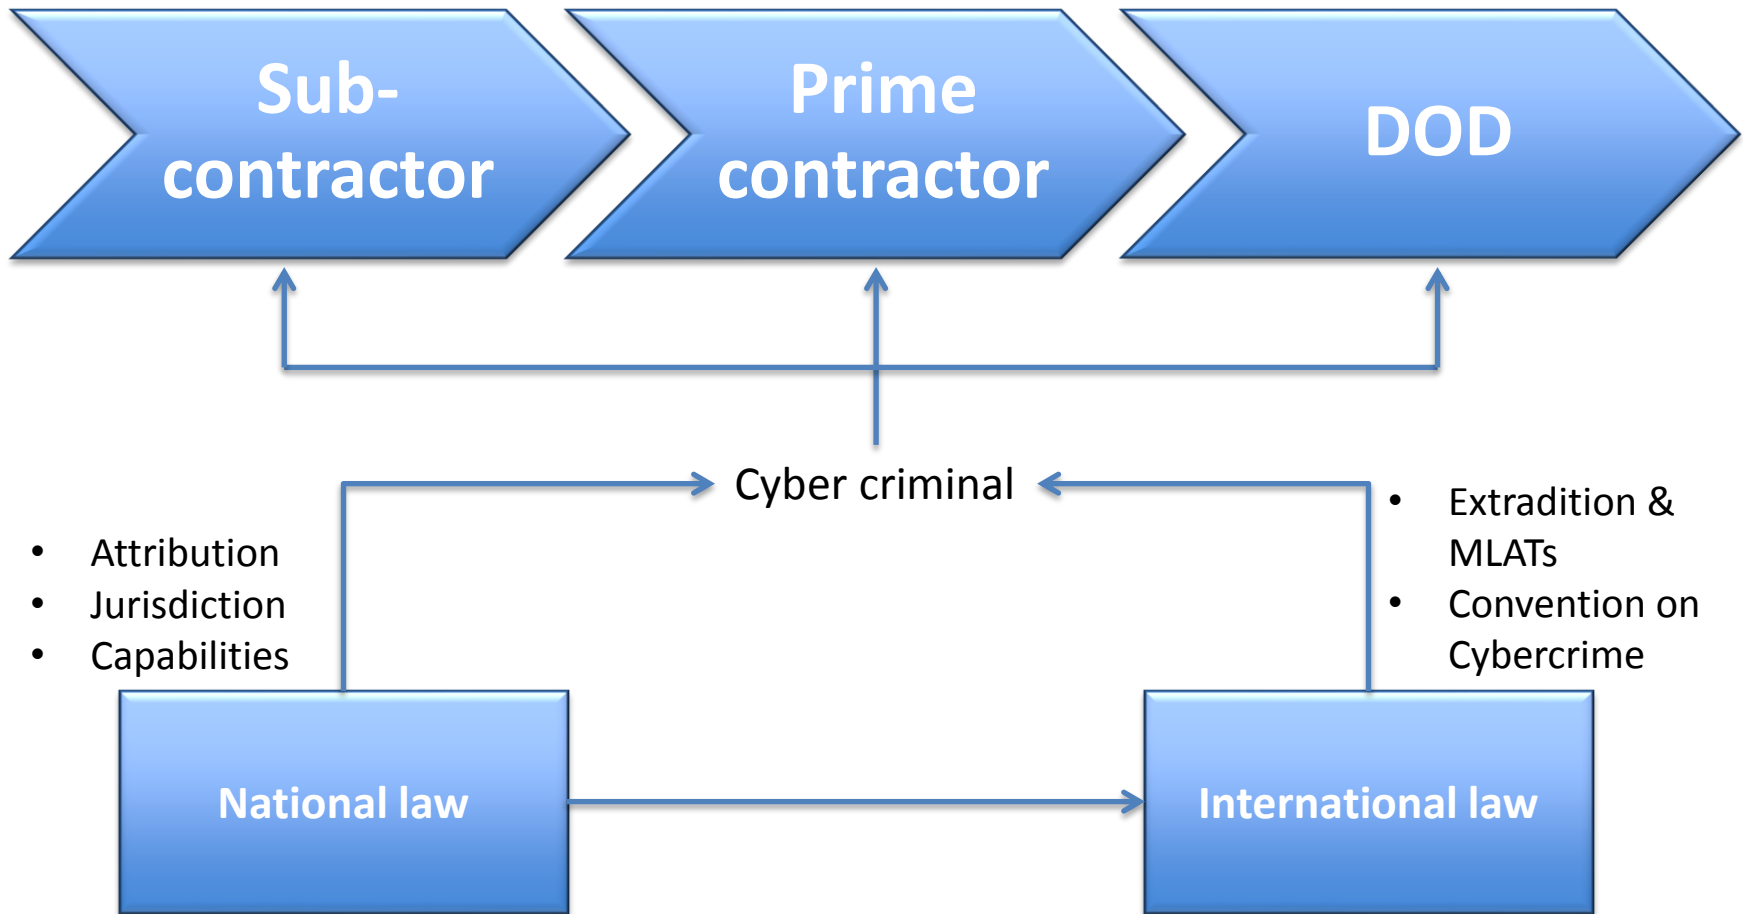 Sub-
contractor
Prime
contractor
DOD
Cyber criminal
• Attribution
• Jurisdiction
• Capabilities
• Extradition &
MLATs
• Convention on
Cybercrime
National law
International law